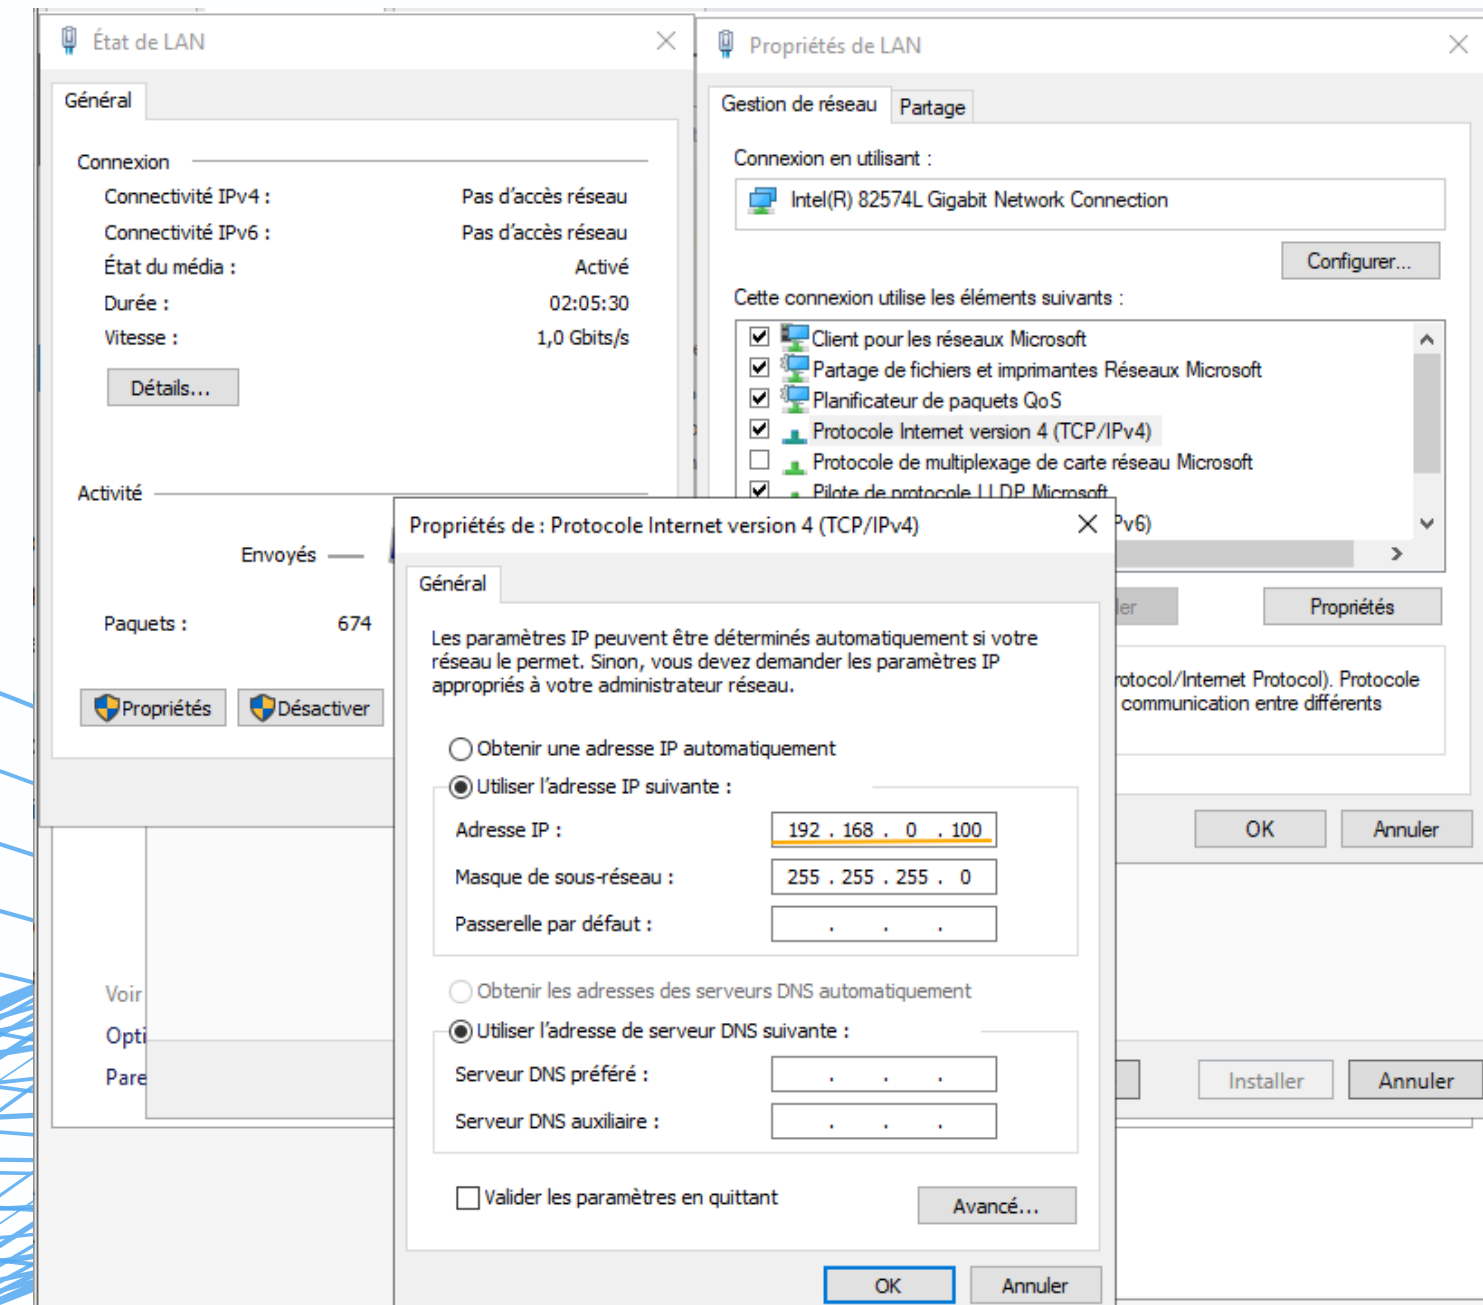 État de LAN
Général
Connexion
Connectivité IPv4 : Pas d'accès réseau
Connectivité IPv6 : Pas d'accès réseau
État du média : Activé
Durée : 02:05:30
Vitesse : 1,0 Gbits/s
Détails...
Activité
Envoyés
Paquets : 674
Propriétés Désactiver
Voir
Opti
Pare
Propriétés de LAN
Gestion de réseau Partage
Connexion en utilisant :
Intel(R) 82574L Gigabit Network Connection
Configurer...
Cette connexion utilise les éléments suivants :
Client pour les réseaux Microsoft
Partage de fichiers et imprimantes Réseaux Microsoft
Planificateur de paquets QoS
Protocole Internet version 4 (TCP/IPv4)
Protocole de multiplexage de carte réseau Microsoft
Pilote de protocole LLDP Microsoft
Pv6)
ler Propriétés
rotocol/Internet Protocol). Protocole
communication entre différents
OK Annuler
Installer Annuler
Propriétés de : Protocole Internet version 4 (TCP/IPv4)
Général
Les paramètres IP peuvent être déterminés automatiquement si votre
réseau le permet. Sinon, vous devez demander les paramètres IP
appropriés à votre administrateur réseau.
Obtenir une adresse IP automatiquement
Utiliser l'adresse IP suivante :
Adresse IP : 192 . 168 . 0 . 100
Masque de sous-réseau : 255 . 255 . 255 . 0
Passerelle par défaut : . . .
Obtenir les adresses des serveurs DNS automatiquement
Utiliser l'adresse de serveur DNS suivante :
Serveur DNS préféré : . . .
Serveur DNS auxiliaire : . . .
Valider les paramètres en quittant
Avancé...
OK Annuler